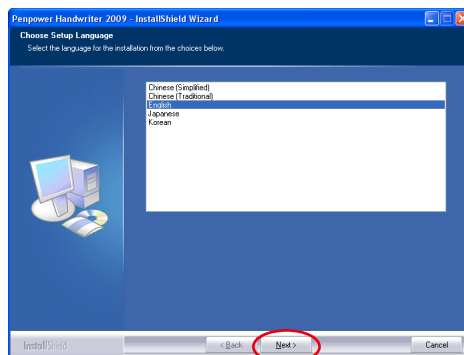 Penpower Handwriter 2009 - InstallShield Wizard
Choose Setup Language
Select the language for the installation from the choices below.
Chinese (Simplified)
Chinese (Traditional)
English
Japanese
Korean
InstallShield
< Back
Next >
Cancel